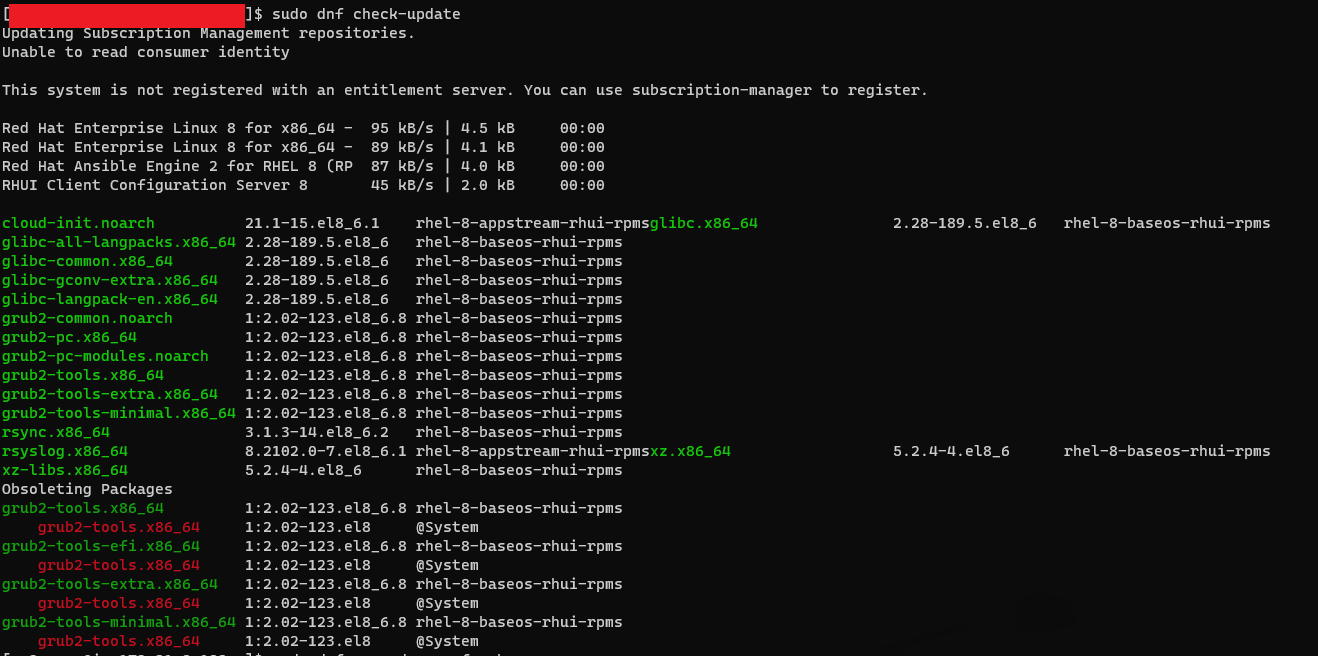 [ ]$ sudo dnf check-update
Updating Subscription Management repositories.
Unable to read consumer identity
This system is not registered with an entitlement server. You can use subscription-manager to register.
Red Hat Enterprise Linux 8 for x86_64 -  95 kB/s | 4.5 kB     00:00
Red Hat Enterprise Linux 8 for x86_64 -  89 kB/s | 4.1 kB     00:00
Red Hat Ansible Engine 2 for RHEL 8 (RP  87 kB/s | 4.0 kB     00:00
RHUI Client Configuration Server 8       45 kB/s | 2.0 kB     00:00
cloud-init.noarch          21.1-15.el8_6.1    rhel-8-appstream-rhui-rpmsglibc.x86_64               2.28-189.5.el8_6   rhel-8-baseos-rhui-rpms
glibc-all-langpacks.x86_64 2.28-189.5.el8_6   rhel-8-baseos-rhui-rpms
glibc-common.x86_64        2.28-189.5.el8_6   rhel-8-baseos-rhui-rpms
glibc-gconv-extra.x86_64   2.28-189.5.el8_6   rhel-8-baseos-rhui-rpms
glibc-langpack-en.x86_64   2.28-189.5.el8_6   rhel-8-baseos-rhui-rpms
grub2-common.noarch        1:2.02-123.el8_6.8 rhel-8-baseos-rhui-rpms
grub2-pc.x86_64            1:2.02-123.el8_6.8 rhel-8-baseos-rhui-rpms
grub2-pc-modules.noarch    1:2.02-123.el8_6.8 rhel-8-baseos-rhui-rpms
grub2-tools.x86_64         1:2.02-123.el8_6.8 rhel-8-baseos-rhui-rpms
grub2-tools-extra.x86_64   1:2.02-123.el8_6.8 rhel-8-baseos-rhui-rpms
grub2-tools-minimal.x86_64 1:2.02-123.el8_6.8 rhel-8-baseos-rhui-rpms
rsync.x86_64               3.1.3-14.el8_6.2   rhel-8-baseos-rhui-rpms
rsyslog.x86_64             8.2102.0-7.el8_6.1 rhel-8-appstream-rhui-rpmsxz.x86_64                  5.2.4-4.el8_6      rhel-8-baseos-rhui-rpms
xz-libs.x86_64             5.2.4-4.el8_6      rhel-8-baseos-rhui-rpms
Obsoleting Packages
grub2-tools.x86_64         1:2.02-123.el8_6.8 rhel-8-baseos-rhui-rpms
    grub2-tools.x86_64     1:2.02-123.el8     @System
grub2-tools-efi.x86_64     1:2.02-123.el8_6.8 rhel-8-baseos-rhui-rpms
    grub2-tools.x86_64     1:2.02-123.el8     @System
grub2-tools-extra.x86_64   1:2.02-123.el8_6.8 rhel-8-baseos-rhui-rpms
    grub2-tools.x86_64     1:2.02-123.el8     @System
grub2-tools-minimal.x86_64 1:2.02-123.el8_6.8 rhel-8-baseos-rhui-rpms
    grub2-tools.x86_64     1:2.02-123.el8     @System